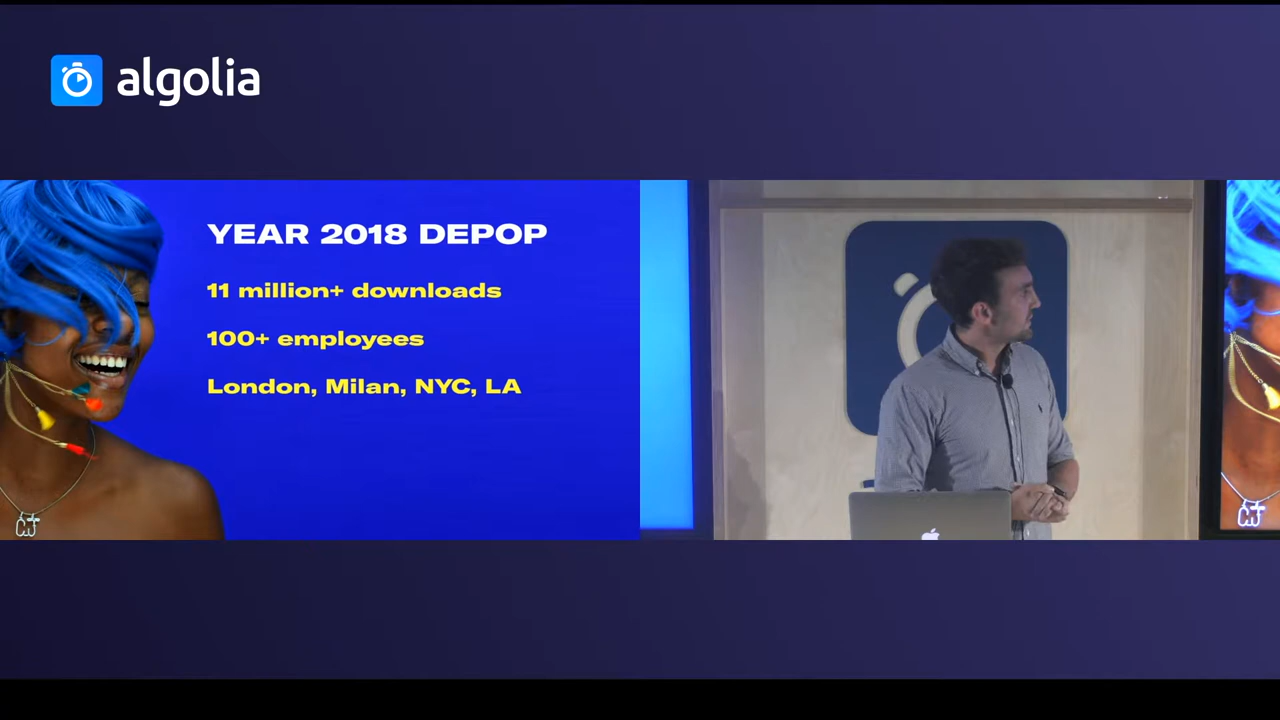 algolia
YEAR 2018 DEPOP
11 million+ downloads
100+ employees
London, Milan, NYC, LA